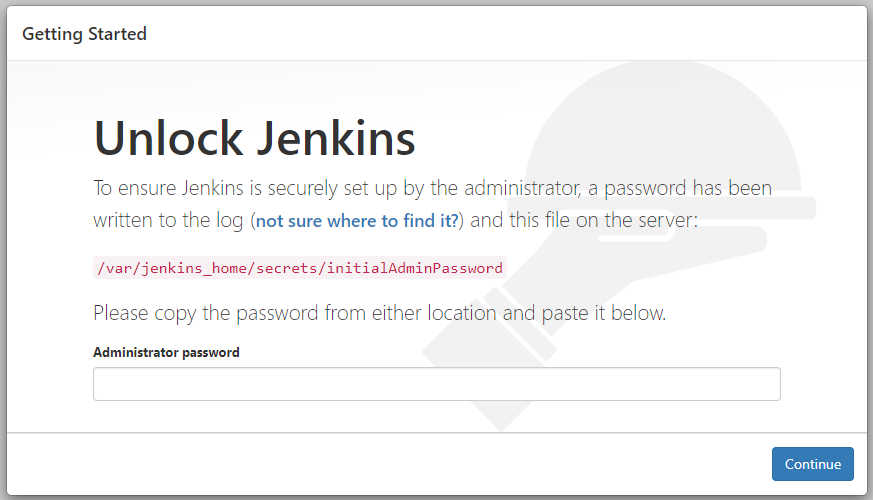 Getting Started
Unlock Jenkins
To ensure Jenkins is securely set up by the administrator, a password has been
written to the log (not sure where to find it?) and this file on the server:
/var/jenkins_home/secrets/initialAdminPassword
Please copy the password from either location and paste it below.
Administrator password
Continue